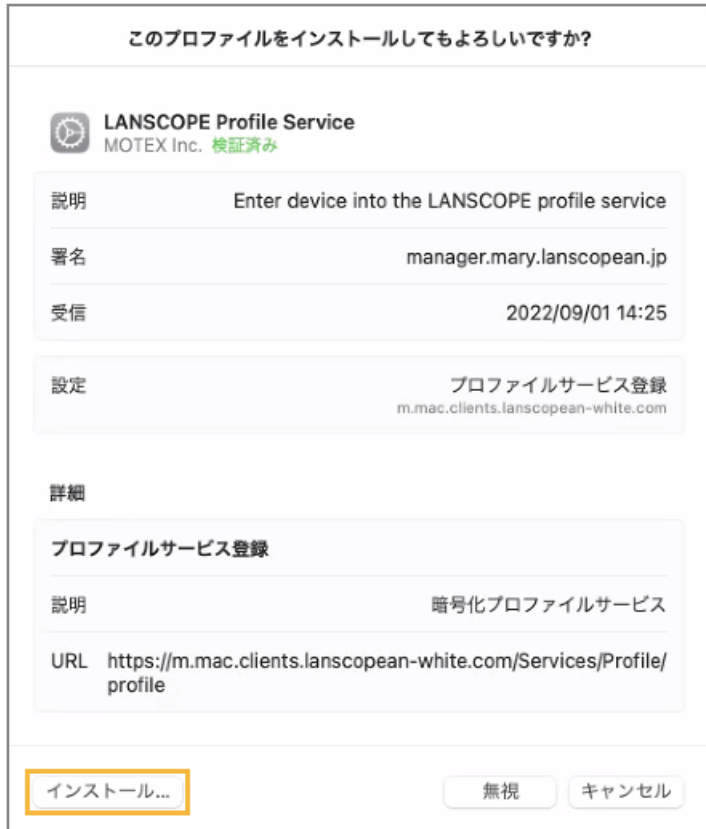 このプロファイルをインストールしてもよろしいですか?
LANSCOPE Profile Service
MOTEX Inc. 検証済み
説明 Enter device into the LANSCOPE profile service
署名 manager.mary.lanscopean.jp
受信 2022/09/01 14:25
設定 プロファイルサービス登録
m.mac.clients.lanscopean-white.com
詳細
プロファイルサービス登録
説明 暗号化プロファイルサービス
URL https://m.mac.clients.lanscopean-white.com/Services/Profile/
profile
インストール... 無視 キャンセル